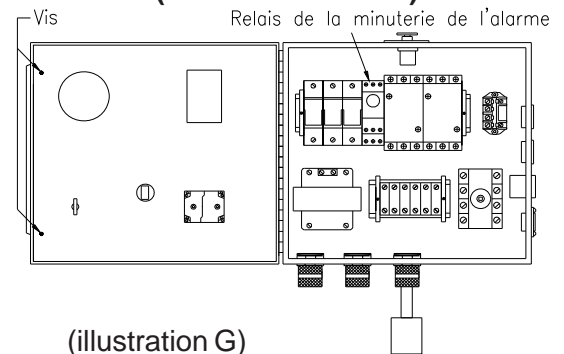 Vis
Relais de la minuterie de l'alarme
(illustration G)